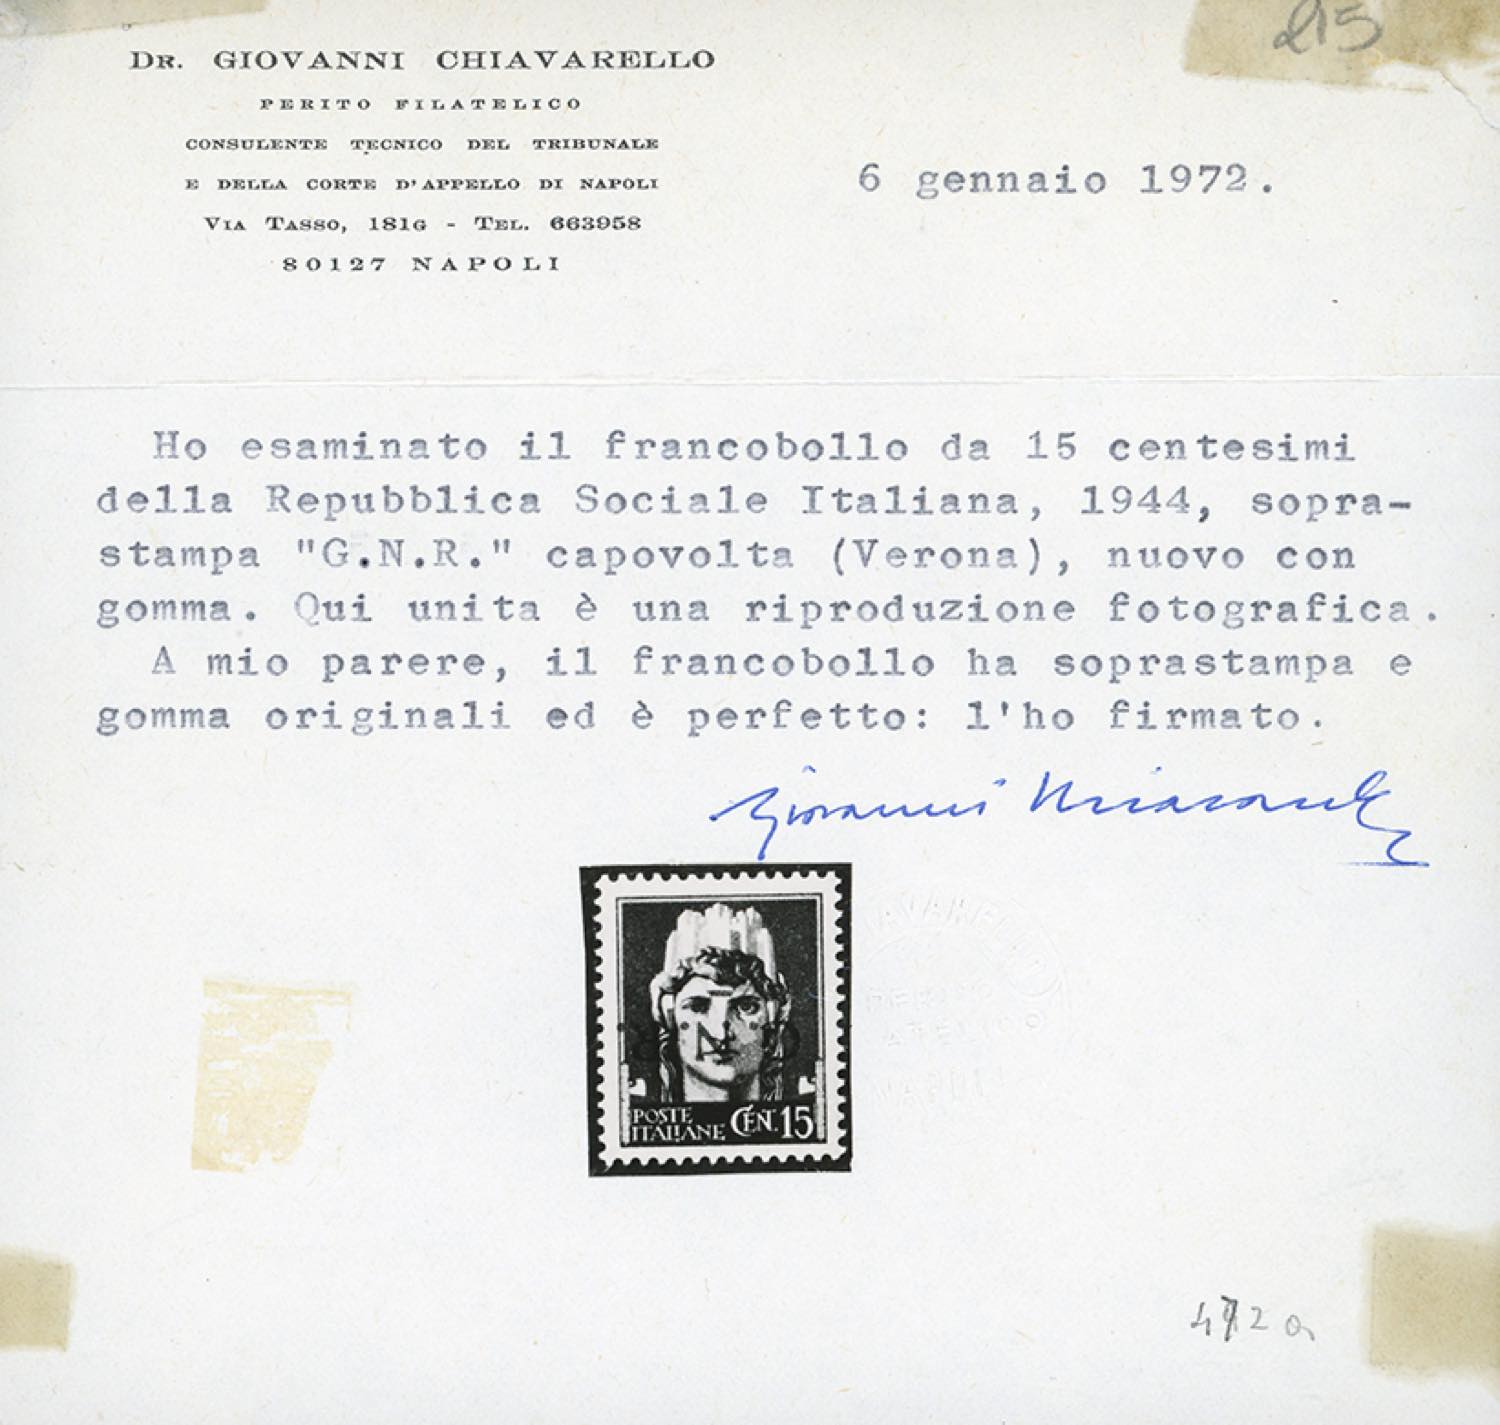 215
DR. GIOVANNI CHIAVARELLO
PERITO FILATELICO
CONSULENTE TECNICO DEL TRIBUNALE
E DELLA CORTE D'APPELLO DI NAPOLI
VIA TASSO, 181G - TEL. 663958
80127 NAPOLI
6 gennaio 1972.
Ho esaminato il francobollo da 15 centesimi
della Repubblica Sociale Italiana, 1944, sopra-
stampa "G.N.R." capovolta (Verona), nuovo con
gomma. Qui unita è una riproduzione fotografica.
A mio parere, il francobollo ha soprastampa e
gomma originali ed è perfetto: l'ho firmato.
Giovanni Chiavarello
POSTE
ITALIANE CEN. 15